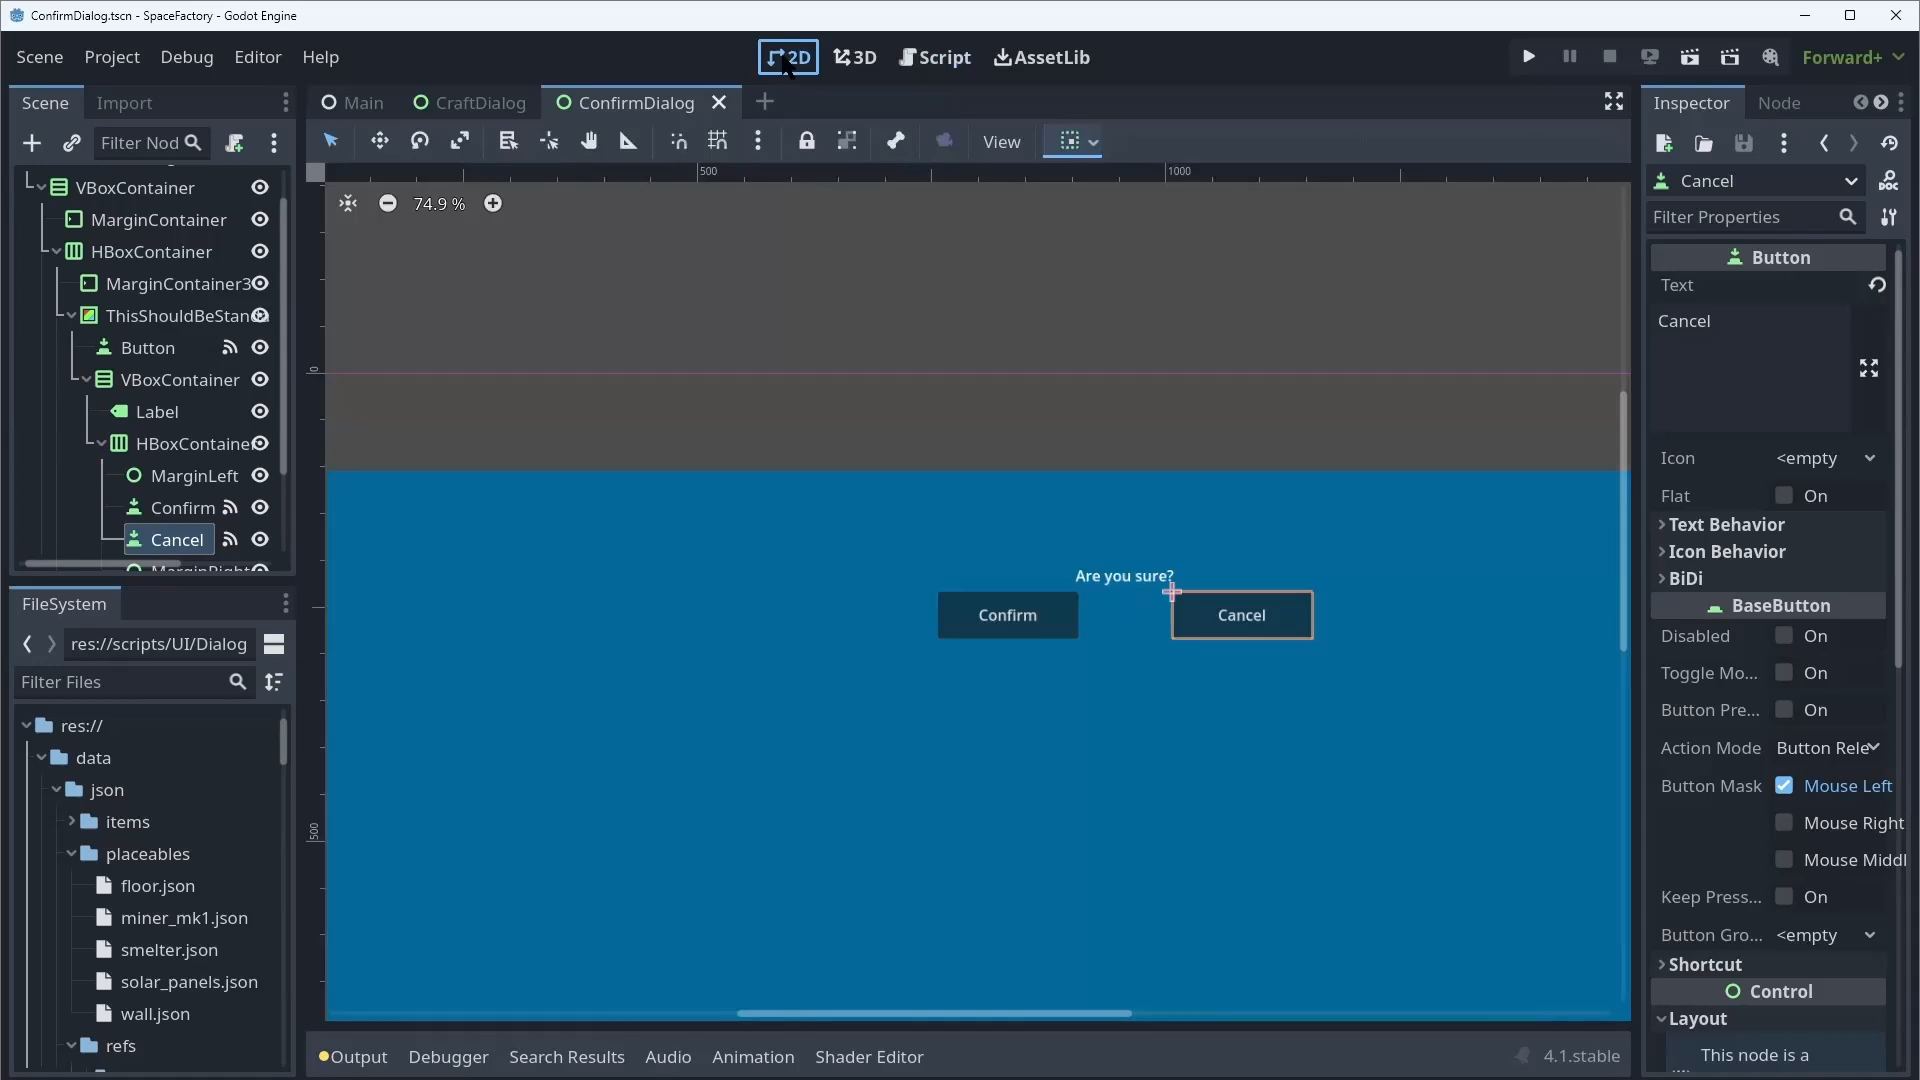 ConfirmDialog.tscn - SpaceFactory - Godot Engine
Scene Project Debug Editor Help
2D 3D Script AssetLib
Forward+
Scene Import
Main CraftDialog ConfirmDialog
Inspector Node
Filter Nod
View
Cancel
DOC
Filter Properties
500 1000
74.9 %
0
500
VBoxContainer
MarginContainer
HBoxContainer
MarginContainer3
ThisShouldBeStand
Button
VBoxContainer
Label
HBoxContainer
MarginLeft
Confirm
Cancel
MarginRight
FileSystem
res://scripts/UI/Dialog
Filter Files
res://
data
json
items
placeables
floor.json
miner_mk1.json
smelter.json
solar_panels.json
wall.json
refs
Are you sure?
Confirm Cancel
Button
Text
Cancel
Icon <empty
Flat On
Text Behavior
Icon Behavior
BiDi
BaseButton
Disabled On
Toggle Mo... On
Button Pre... On
Action Mode Button Rele
Button Mask Mouse Left
Mouse Right
Mouse Middl
Keep Press... On
Button Gro... <empty
Shortcut
Control
Layout
This node is a
Output Debugger Search Results Audio Animation Shader Editor
4.1.stable